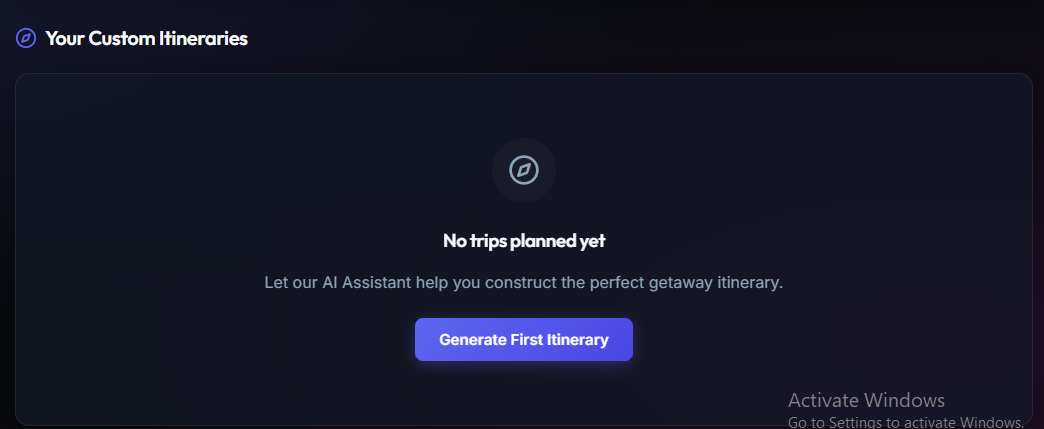 Your Custom Itineraries
No trips planned yet
Let our AI Assistant help you construct the perfect getaway itinerary.
Generate First Itinerary
Activate Windows
Go to Settings to activate Windows.